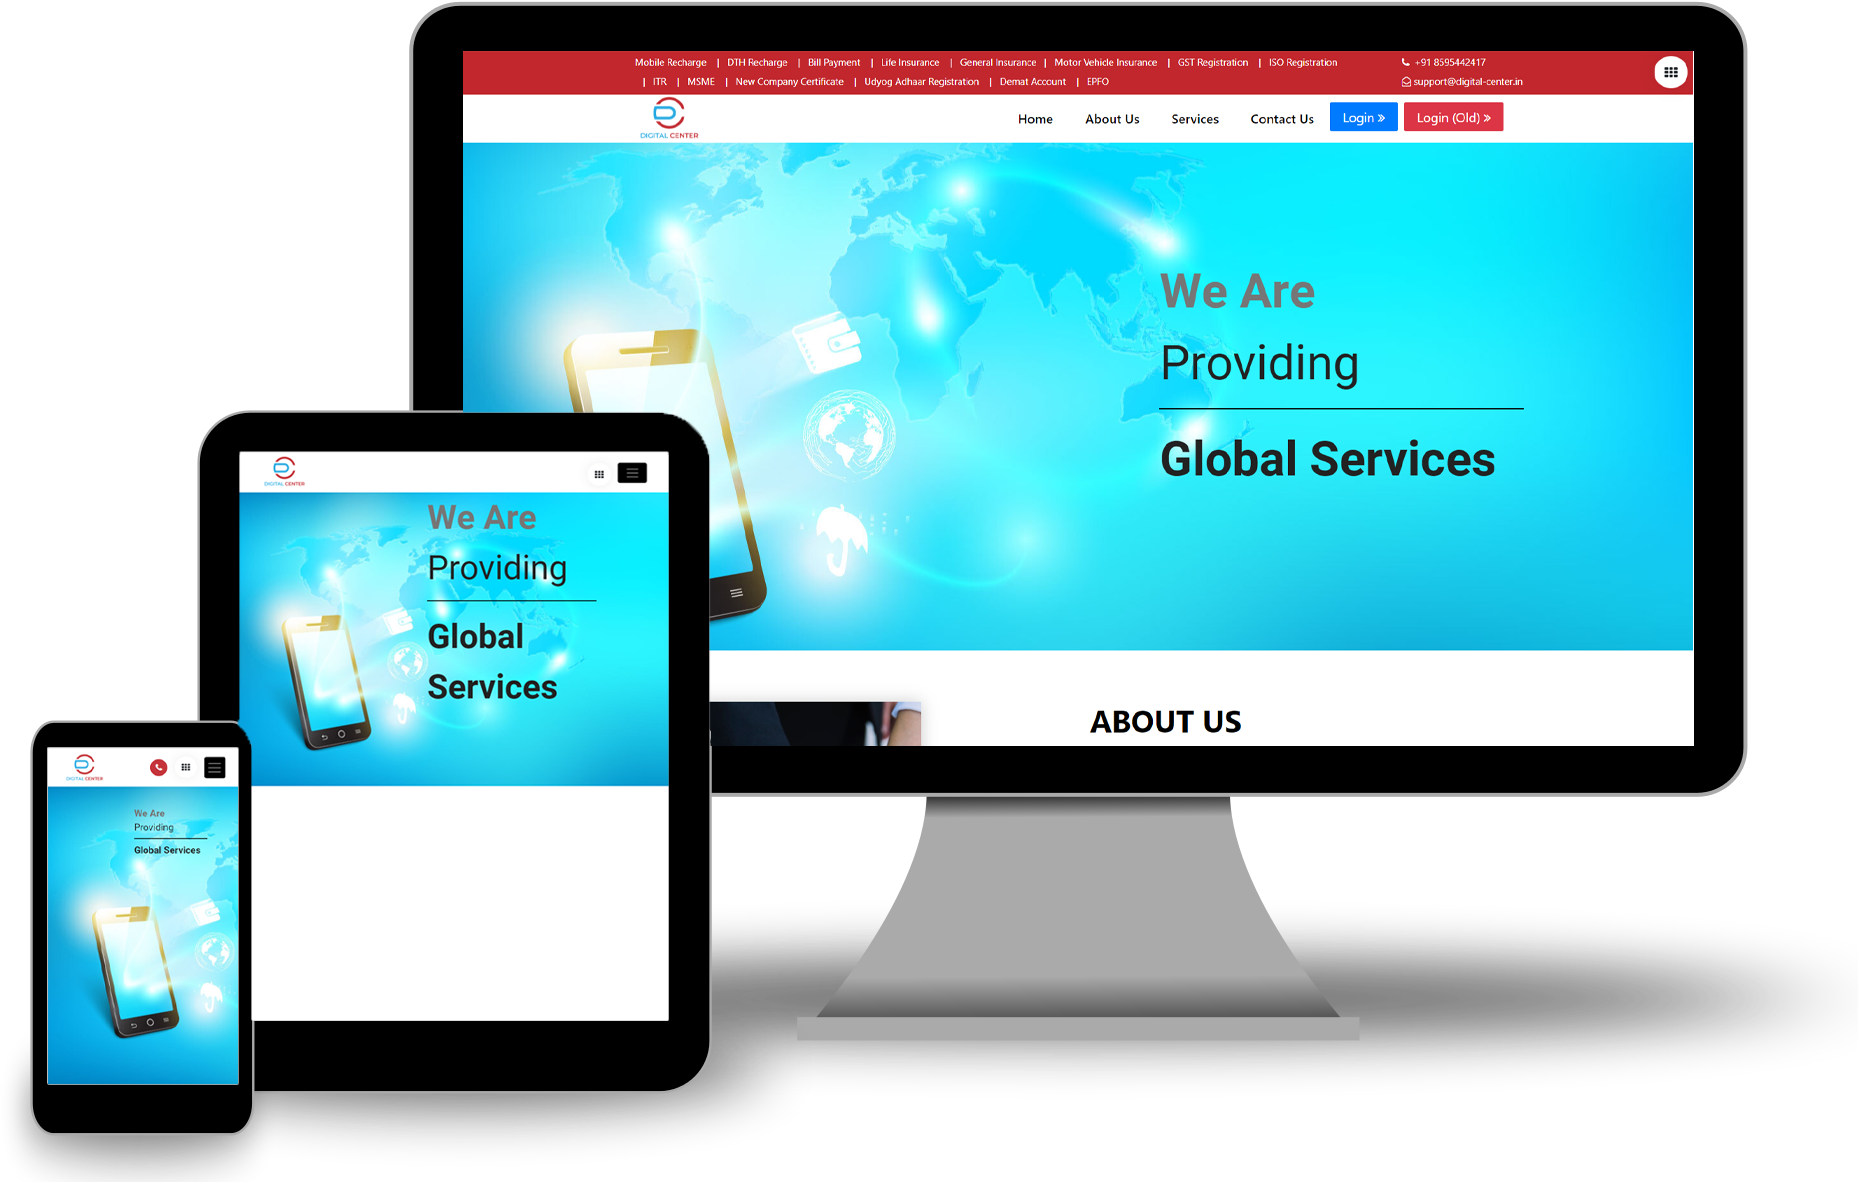 Mobile Recharge | DTH Recharge | Bill Payment | Life Insurance | General Insurance | Motor Vehicle Insurance | GST Registration | ISO Registration
| ITR | MSME | New Company Certificate | Udyog Adhaar Registration | Demat Account | EPFO
+91 8595442417
support@digital-center.in
DIGITAL CENTER
Home About Us Services Contact Us Login » Login (Old) »
We Are
Providing
Global Services
ABOUT US
DIGITAL CENTER
We Are
Providing
Global
Services
DIGITAL CENTER
We Are
Providing
Global Services